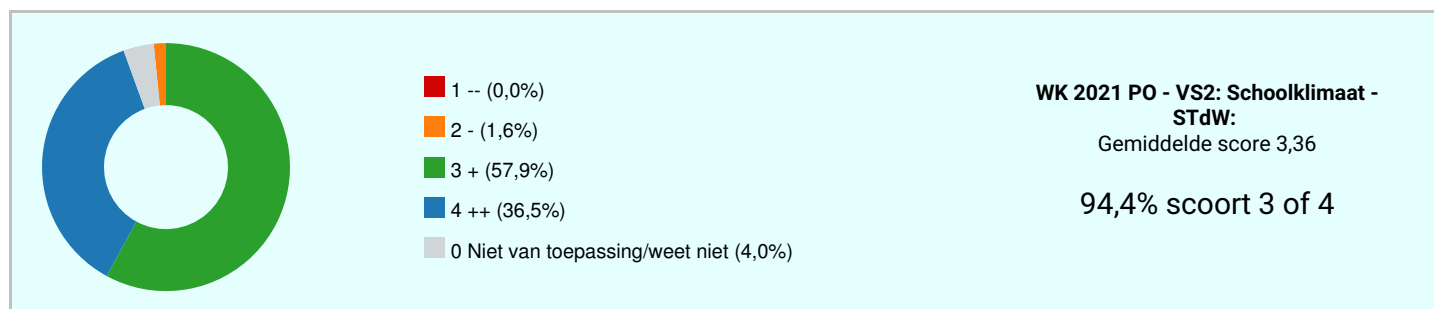 1 -- (0,0%)
2 - (1,6%)
3 + (57,9%)
4 ++ (36,5%)
0 Niet van toepassing/weet niet (4,0%)
WK 2021 PO - VS2: Schoolklimaat -
STdW:
Gemiddelde score 3,36
94,4% scoort 3 of 4